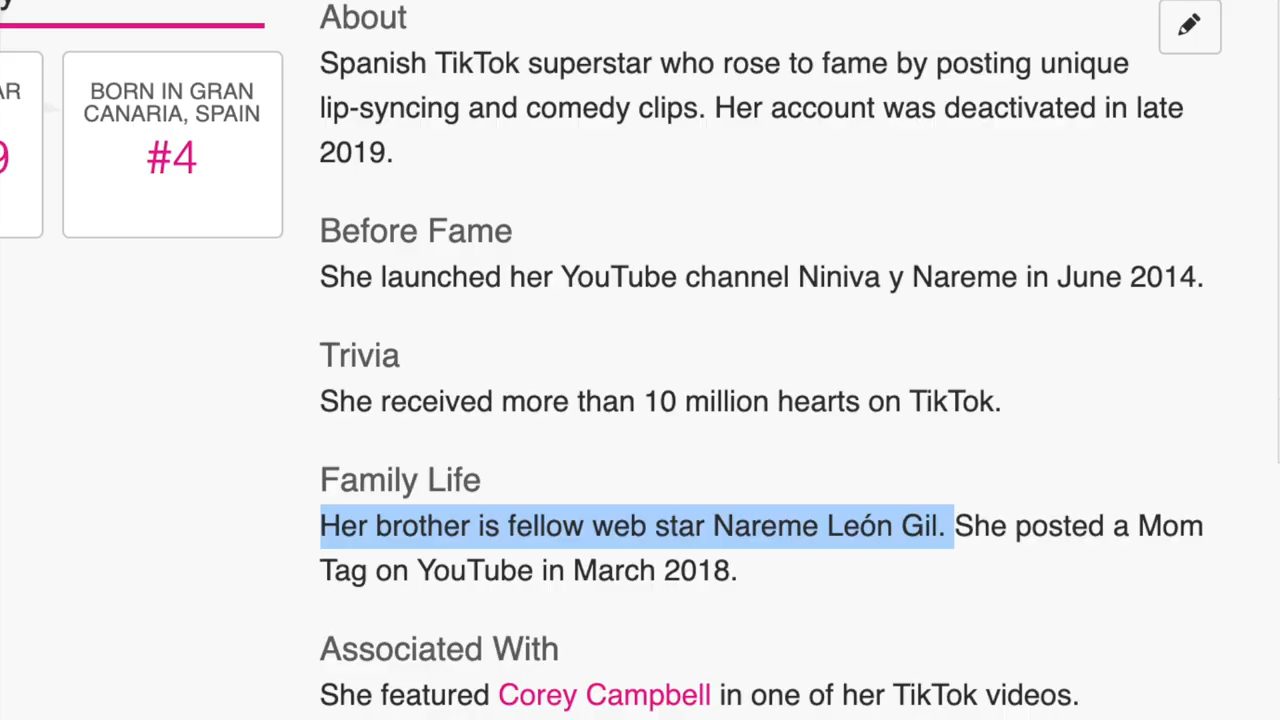 About
Spanish TikTok superstar who rose to fame by posting unique
lip-syncing and comedy clips. Her account was deactivated in late
2019.
BORN IN GRAN
CANARIA, SPAIN
#4
Before Fame
She launched her YouTube channel Niniva y Nareme in June 2014.
Trivia
She received more than 10 million hearts on TikTok.
Family Life
Her brother is fellow web star Nareme León Gil. She posted a Mom
Tag on YouTube in March 2018.
Associated With
She featured Corey Campbell in one of her TikTok videos.